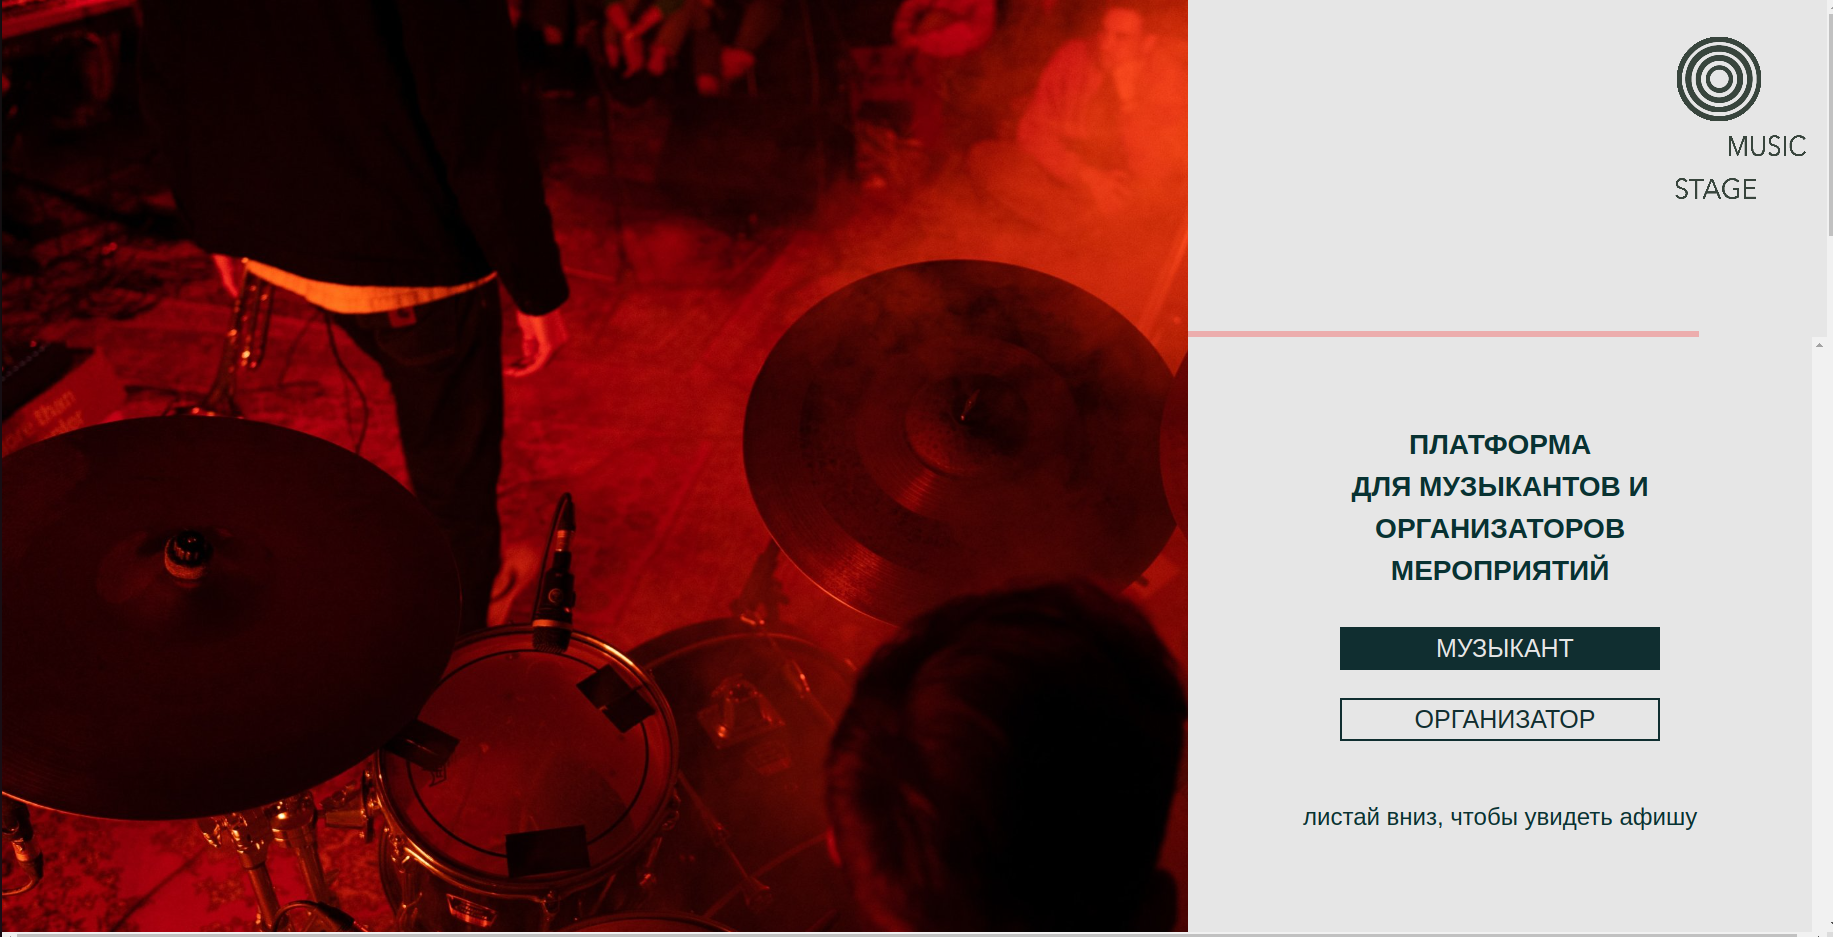 MUSIC
STAGE
ПЛАТФОРМА
ДЛЯ МУЗЫКАНТОВ И
ОРГАНИЗАТОРОВ
МЕРОПРИЯТИЙ
МУЗЫКАНТ
ОРГАНИЗАТОР
листай вниз, чтобы увидеть афишу